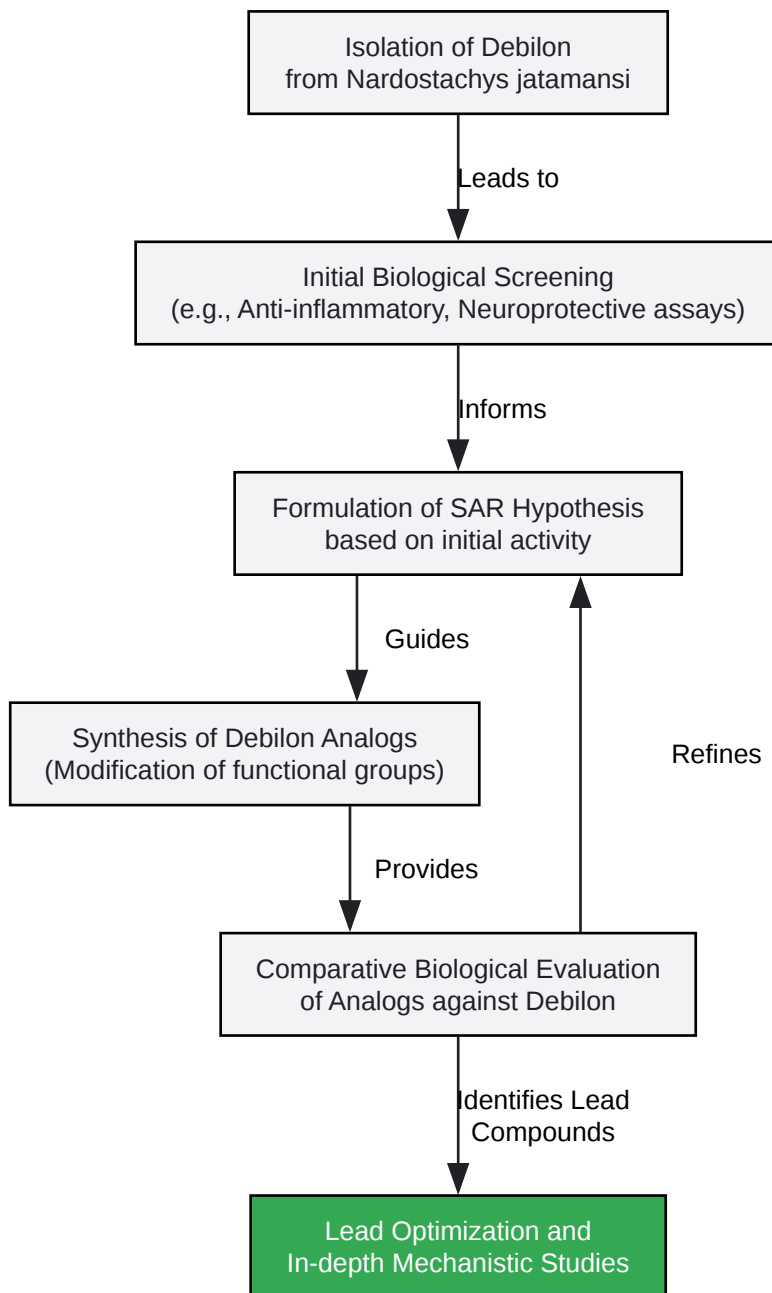 Isolation of Debilon
from Nardostachys jatamansi
Leads to
Initial Biological Screening
(e.g., Anti-inflammatory, Neuroprotective assays)
Informs
Formulation of SAR Hypothesis
based on initial activity
Guides
Synthesis of Debilon Analogs
(Modification of functional groups)
Refines
Provides
Comparative Biological Evaluation
of Analogs against Debilon
Identifies Lead
Compounds
Lead Optimization and
In-depth Mechanistic Studies